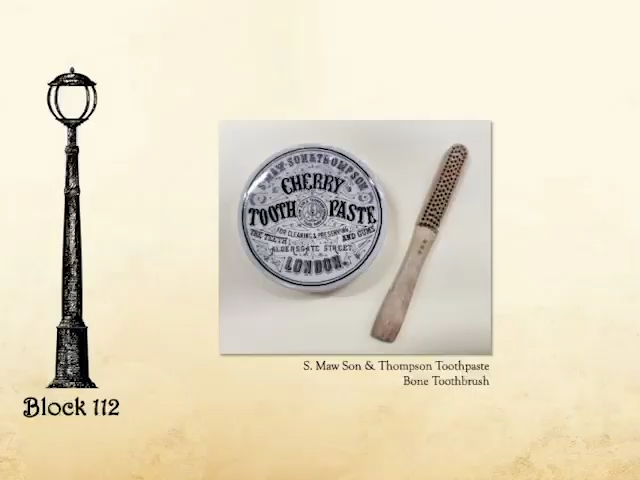 S. MAW·SON & THOMPSON
CHERRY
TOOTH PASTE
FOR CLEANING & PRESERVING
THE TEETH AND GUMS
ALDERSGATE STREET
LONDON
S. Maw Son & Thompson Toothpaste
Bone Toothbrush
Block 112